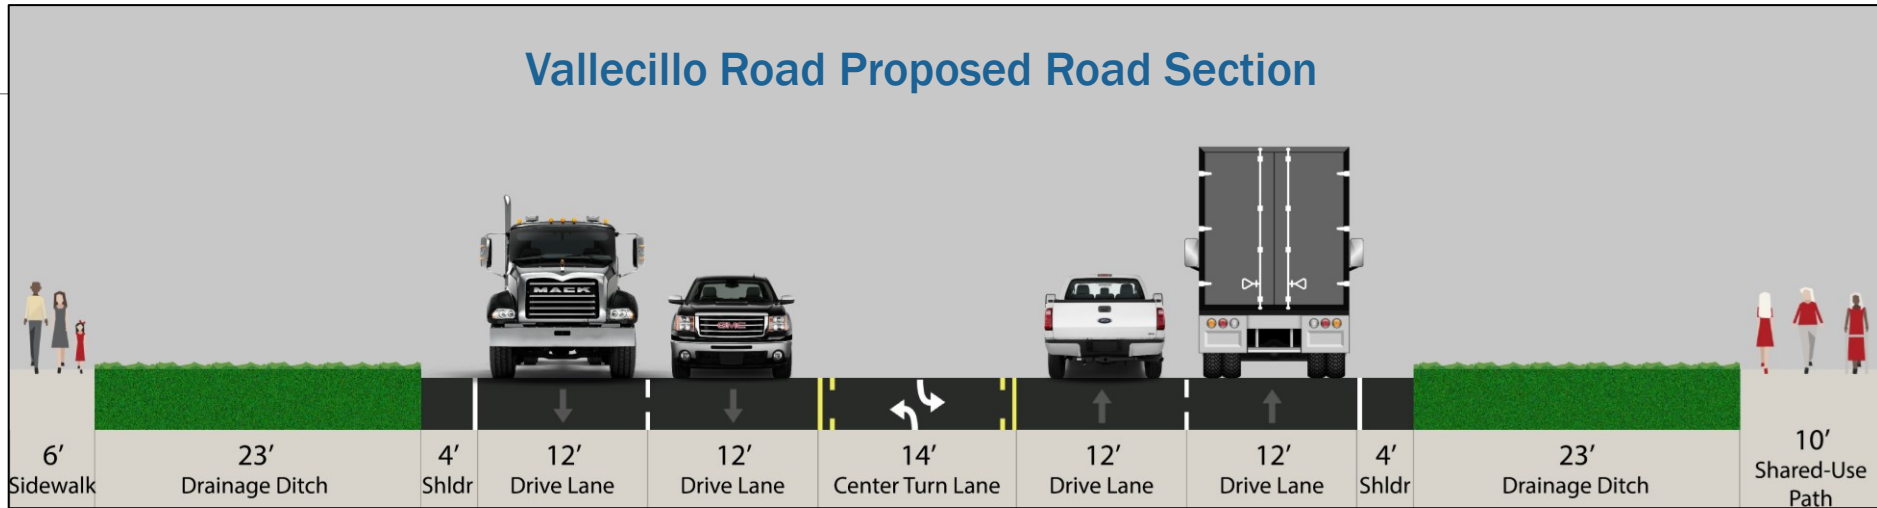 Vallecillo Road Proposed Road Section
MACK
GMC
6′
Sidewalk
23′
Drainage Ditch
4′
Shldr
12′
Drive Lane
12′
Drive Lane
14′
Center Turn Lane
12′
Drive Lane
12′
Drive Lane
4′
Shldr
23′
Drainage Ditch
10′
Shared-Use
Path